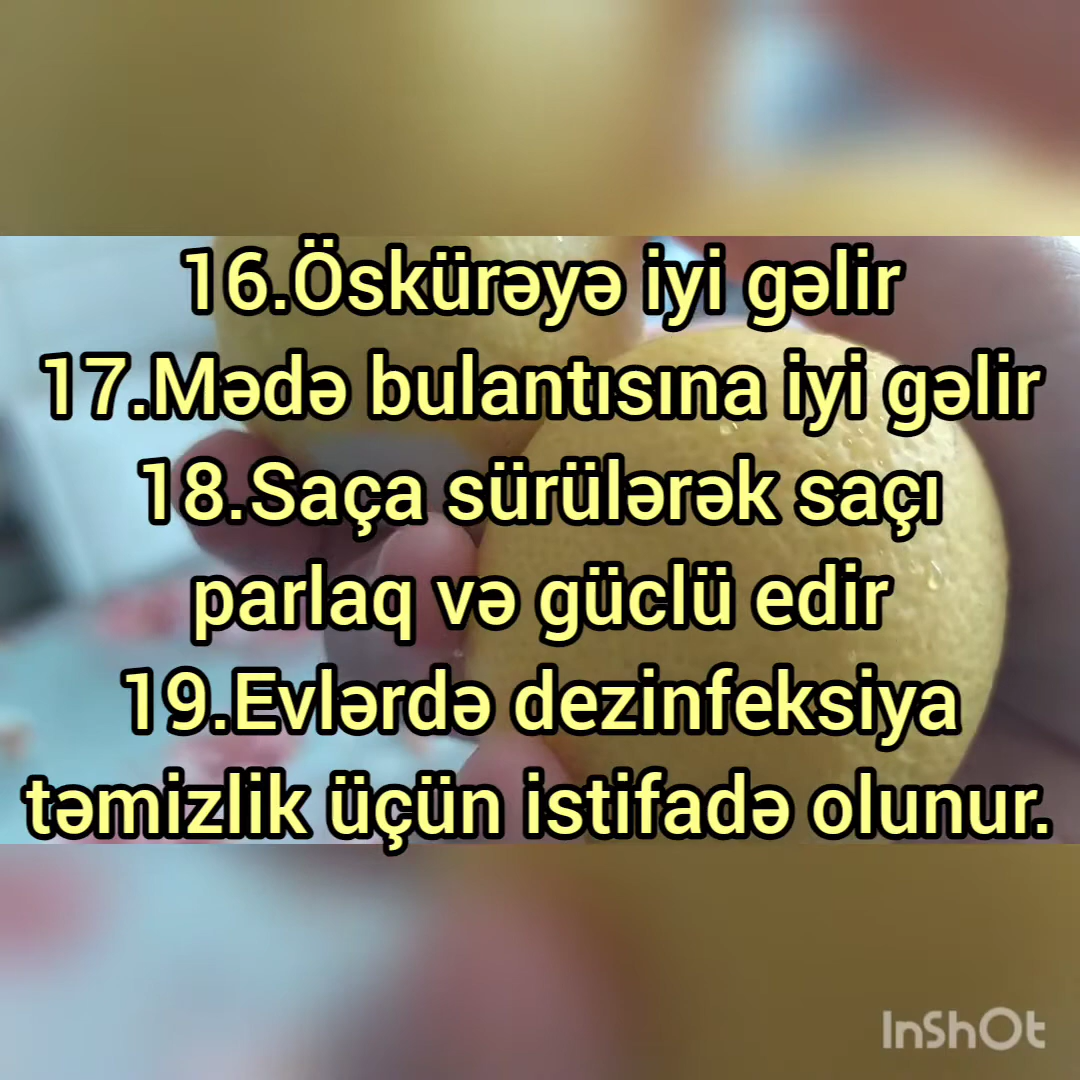 16.Öskürəyə iyi gəlir
17.Mədə bulantısına iyi gəlir
18.Saça sürülərək saçı
parlaq və güclü edir
19.Evlərdə dezinfeksiya
təmizlik üçün istifadə olunur.
InShOt